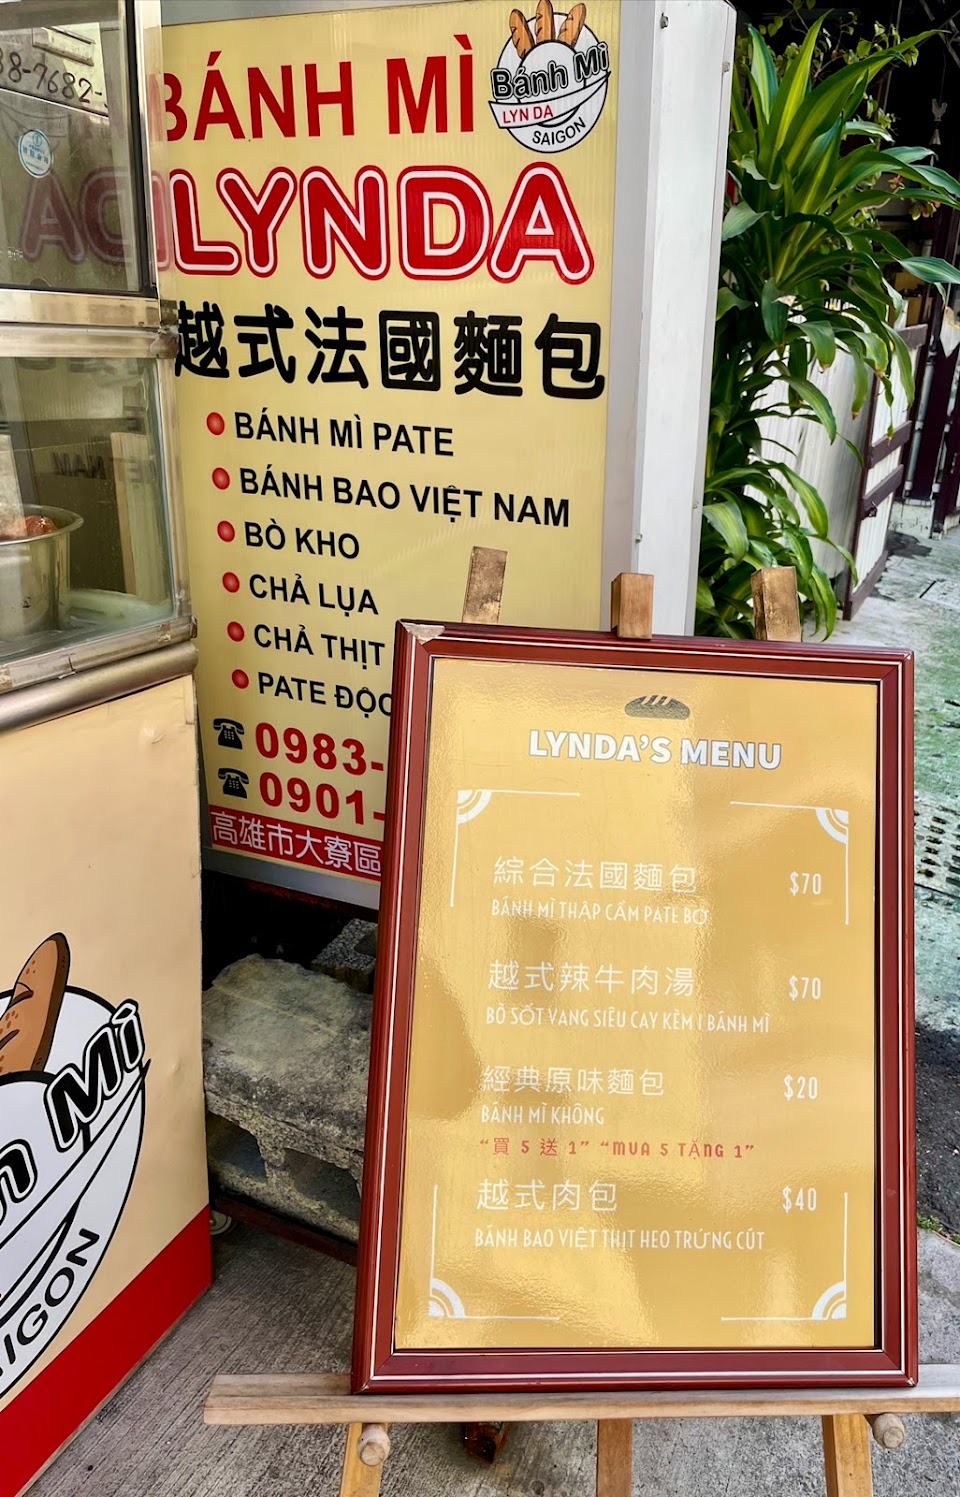 BÁNH MÌ
ACILYNDA
Bánh Mì
LYNDA
SAIGON
越式法國麵包
BÁNH MÌ PATE
BÁNH BAO VIỆT NAM
BÒ KHO
CHẢ LỤA
CHẢ THỊT
PATE ĐỘC
0983-
0901-
高雄市大寮區
LYNDA'S MENU
綜合法國麵包 $70
BÁNH MÌ THẬP CẨM PATE BƠ
越式辣牛肉湯 $70
BÒ SỐT VANG SIÊU CAY KÈM 1 BÁNH MÌ
經典原味麵包 $20
BÁNH MÌ KHÔNG
“買 5 送 1” “MUA 5 TẶNG 1”
越式肉包 $40
BÁNH BAO VIỆT THỊT HEO TRỨNG CÚT
Mì